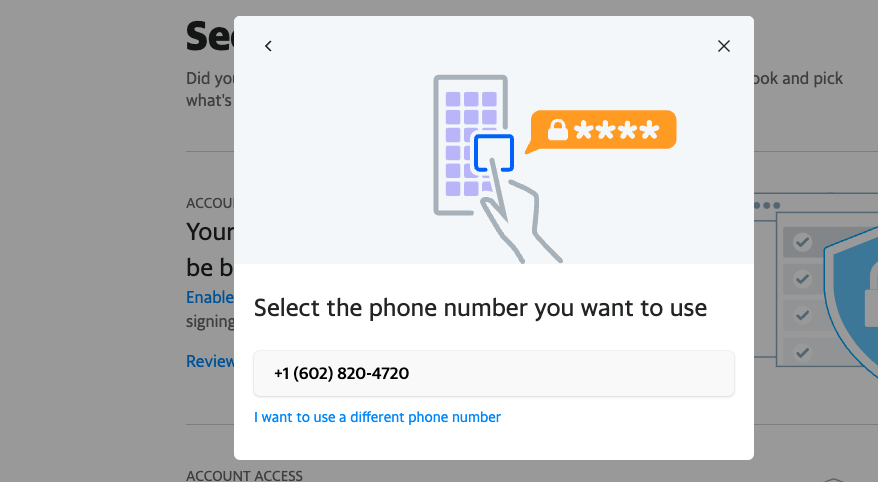 Sec
Did you
ook and pick
what's
ACCOU
Your
be b
Enable
signing
Review
****
Select the phone number you want to use
+1 (602) 820-4720
I want to use a different phone number
ACCOUNT ACCESS